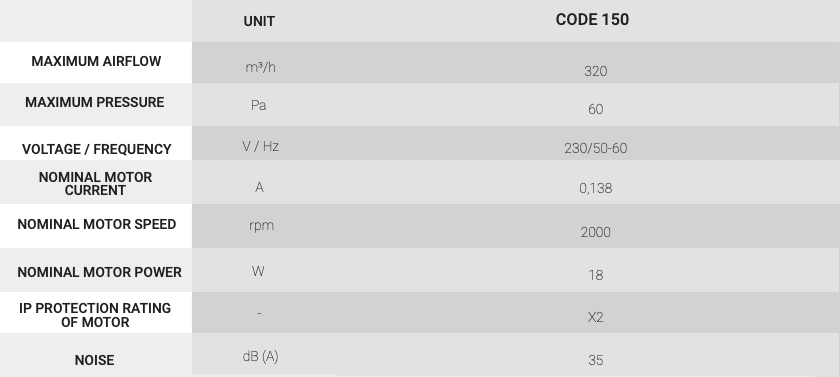 UNIT CODE 150
MAXIMUM AIRFLOW m³/h 320
MAXIMUM PRESSURE Pa 60
VOLTAGE / FREQUENCY V / Hz 230/50-60
NOMINAL MOTOR
CURRENT A 0,138
NOMINAL MOTOR SPEED rpm 2000
NOMINAL MOTOR POWER W 18
IP PROTECTION RATING
OF MOTOR - X2
NOISE dB (A) 35